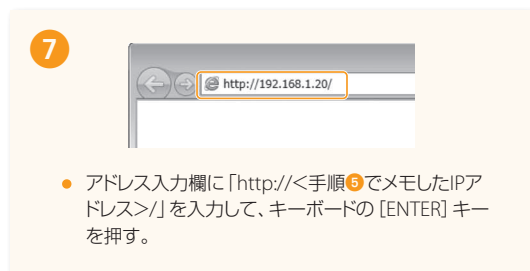 7
http://192.168.1.20/
● アドレス入力欄に「http://<手順❺でメモしたIPア
ドレス>/」を入力して、キーボードの［ENTER］キー
を押す。